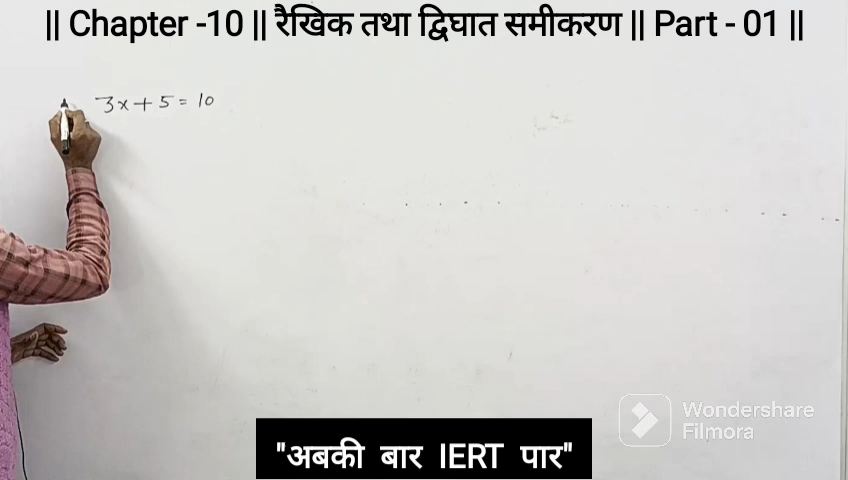 || Chapter -10 || रैखिक तथा द्विघात समीकरण || Part - 01 ||
3x + 5 = 10
Wondershare
Filmora
"अबकी बार IERT पार"